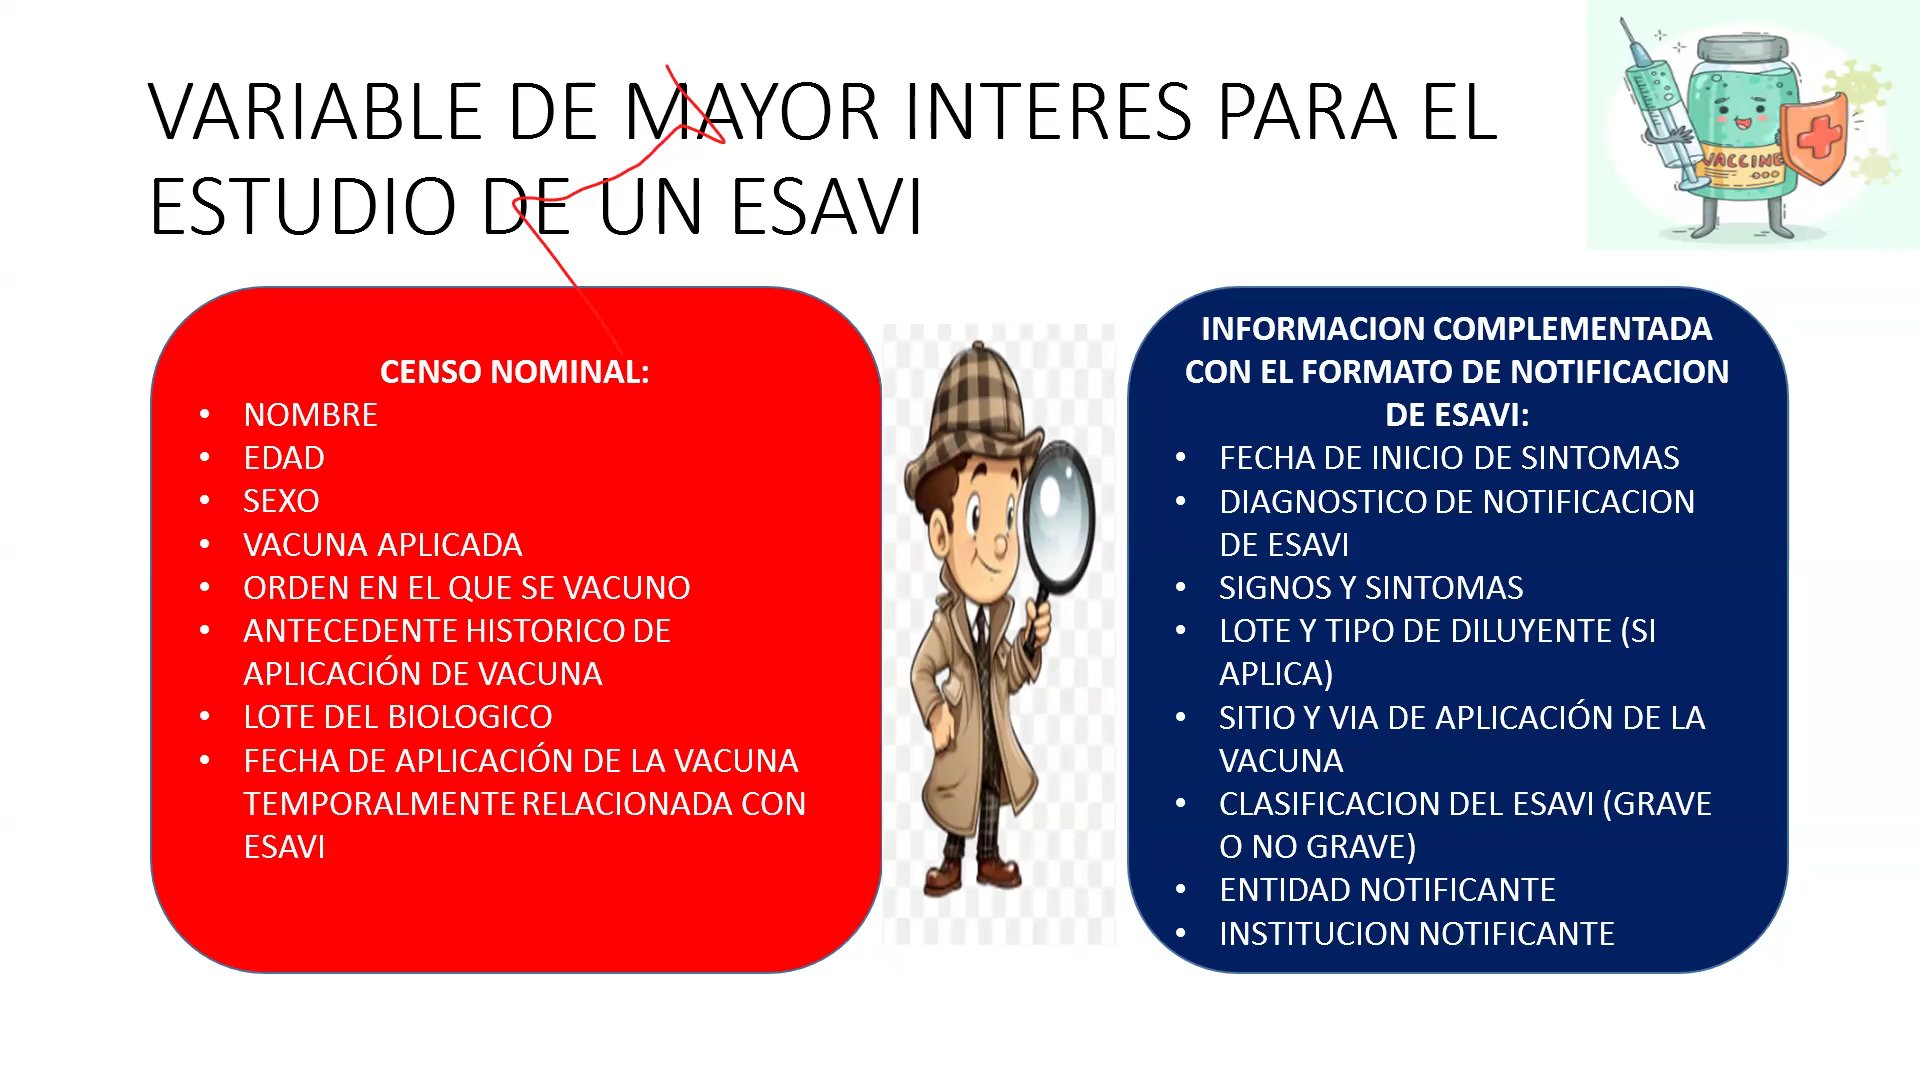 VARIABLE DE MAYOR INTERES PARA EL
ESTUDIO DE UN ESAVI
VACCINE
CENSO NOMINAL:
• NOMBRE
• EDAD
• SEXO
• VACUNA APLICADA
• ORDEN EN EL QUE SE VACUNO
• ANTECEDENTE HISTORICO DE
APLICACIÓN DE VACUNA
• LOTE DEL BIOLOGICO
• FECHA DE APLICACIÓN DE LA VACUNA
TEMPORALMENTE RELACIONADA CON
ESAVI
INFORMACION COMPLEMENTADA
CON EL FORMATO DE NOTIFICACION
DE ESAVI:
• FECHA DE INICIO DE SINTOMAS
• DIAGNOSTICO DE NOTIFICACION
DE ESAVI
• SIGNOS Y SINTOMAS
• LOTE Y TIPO DE DILUYENTE (SI
APLICA)
• SITIO Y VIA DE APLICACIÓN DE LA
VACUNA
• CLASIFICACION DEL ESAVI (GRAVE
O NO GRAVE)
• ENTIDAD NOTIFICANTE
• INSTITUCION NOTIFICANTE